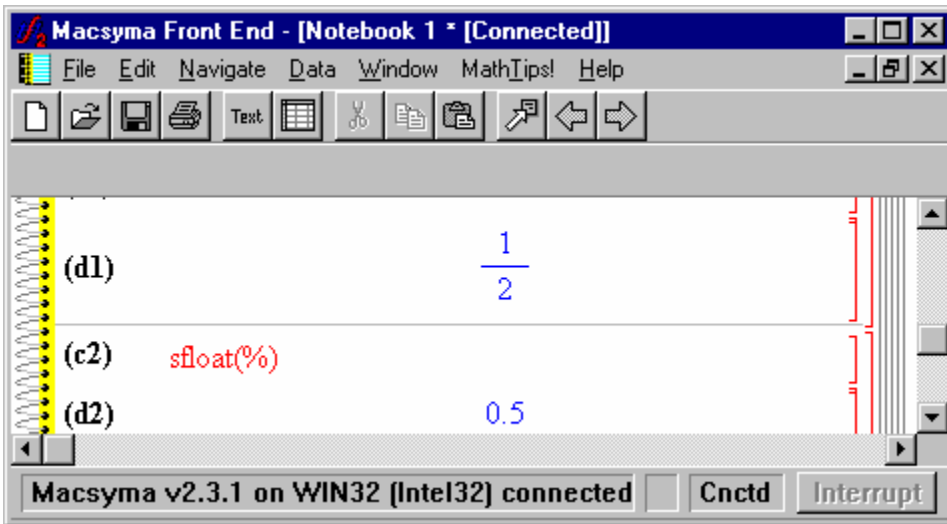 Macsyma Front End - [Notebook 1 * [Connected]]
File Edit Navigate Data Window MathTips! Help
Text
(d1)
1
2
(c2) sfloat(%)
(d2) 0.5
Macsyma v2.3.1 on WIN32 (Intel32) connected Cnctd Interrupt